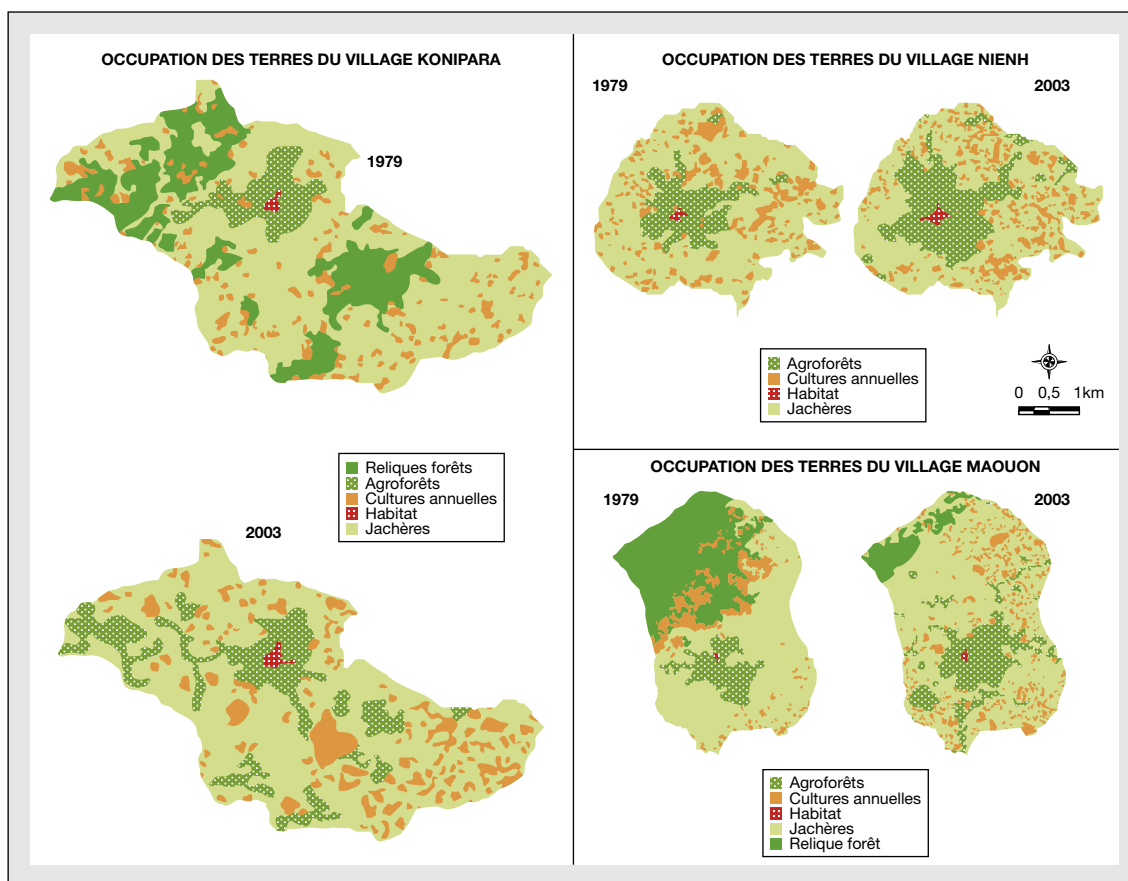 OCCUPATION DES TERRES DU VILLAGE KONIPARA
1979
Reliques forêts
Agroforêts
Cultures annuelles
Habitat
Jachères
2003
OCCUPATION DES TERRES DU VILLAGE NIENH
1979
2003
Agroforêts
Cultures annuelles
Habitat
Jachères
0 0,5 1km
OCCUPATION DES TERRES DU VILLAGE MAOUON
1979
2003
Agroforêts
Cultures annuelles
Habitat
Jachères
Relique forêt